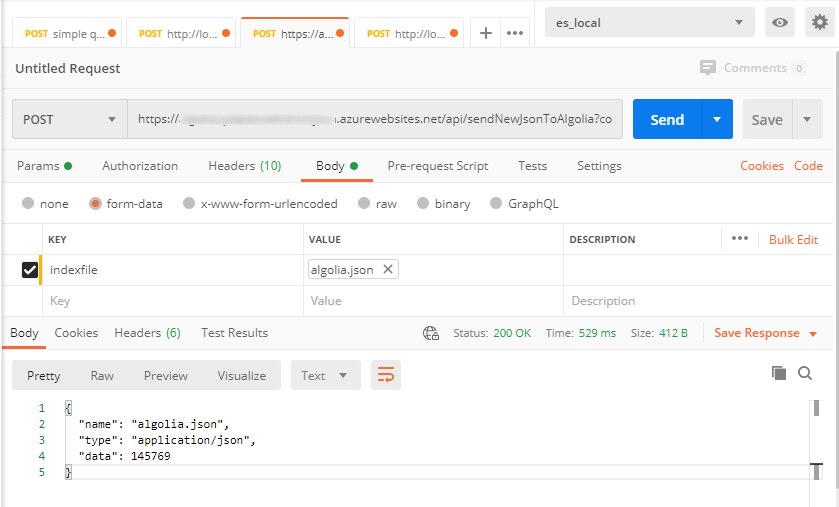 POST simple q...
POST http://lo...
POST https://a...
POST http://lo...
es_local
Untitled Request
Comments 0
POST
https://
.azurewebsites.net/api/sendNewJsonToAlgolia?co
Send
Save
Params
Authorization
Headers (10)
Body
Pre-request Script
Tests
Settings
Cookies
Code
none
form-data
x-www-form-urlencoded
raw
binary
GraphQL
KEY
VALUE
DESCRIPTION
Bulk Edit
indexfile
algolia.json
Key
Value
Description
Body
Cookies
Headers (6)
Test Results
Status: 200 OK
Time: 529 ms
Size: 412 B
Save Response
Pretty
Raw
Preview
Visualize
Text
1 {
2 "name": "algolia.json",
3 "type": "application/json",
4 "data": 145769
5 }